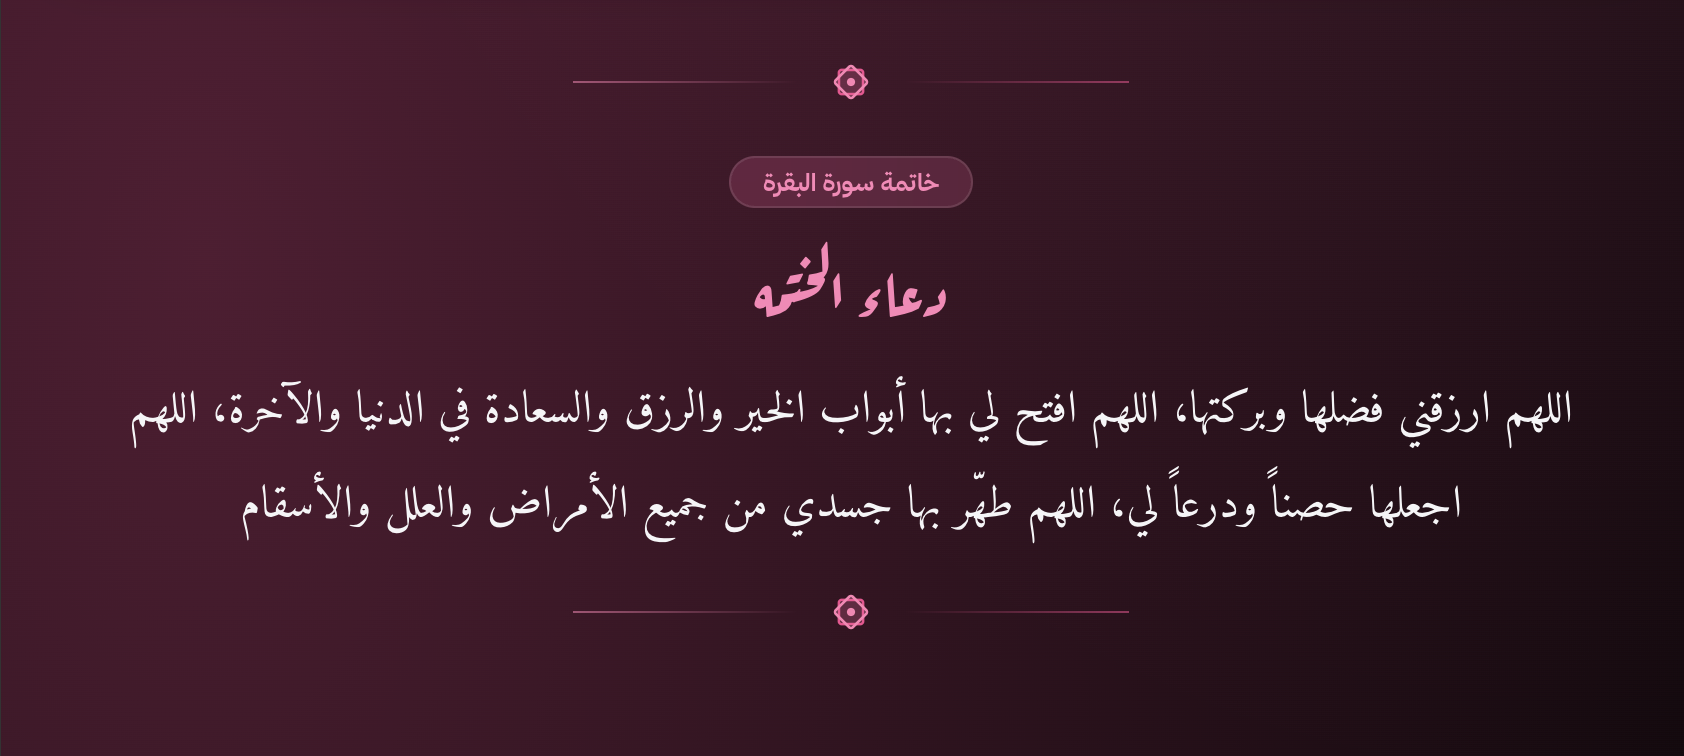 خاتمة سورة البقرة
دعاء الختمه
اللهم ارزقني فضلها وبركتها، اللهم افتح لي بها أبواب الخير والرزق والسعادة في الدنيا والآخرة، اللهم
اجعلها حصناً ودرعاً لي، اللهم طهّر بها جسدي من جميع الأمراض والعلل والأسقام